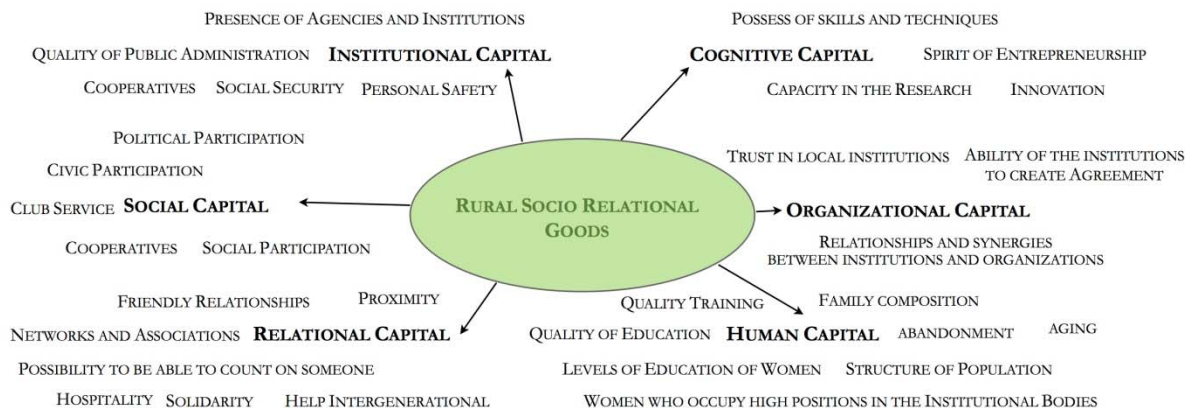 PRESENCE OF AGENCIES AND INSTITUTIONS
QUALITY OF PUBLIC ADMINISTRATION INSTITUTIONAL CAPITAL
COOPERATIVES SOCIAL SECURITY PERSONAL SAFETY
POSSESS OF SKILLS AND TECHNIQUES
COGNITIVE CAPITAL SPIRIT OF ENTREPRENEURSHIP
CAPACITY IN THE RESEARCH INNOVATION
POLITICAL PARTICIPATION
CIVIC PARTICIPATION
CLUB SERVICE SOCIAL CAPITAL
COOPERATIVES SOCIAL PARTICIPATION
RURAL SOCIO RELATIONAL
GOODS
TRUST IN LOCAL INSTITUTIONS
ABILITY OF THE INSTITUTIONS
TO CREATE AGREEMENT
ORGANIZATIONAL CAPITAL
RELATIONSHIPS AND SYNERGIES
BETWEEN INSTITUTIONS AND ORGANIZATIONS
FRIENDLY RELATIONSHIPS PROXIMITY
NETWORKS AND ASSOCIATIONS RELATIONAL CAPITAL
POSSIBILITY TO BE ABLE TO COUNT ON SOMEONE
HOSPITALITY SOLIDARITY HELP INTERGENERATIONAL
QUALITY TRAINING FAMILY COMPOSITION
QUALITY OF EDUCATION HUMAN CAPITAL ABANDONMENT AGING
LEVELS OF EDUCATION OF WOMEN STRUCTURE OF POPULATION
WOMEN WHO OCCUPY HIGH POSITIONS IN THE INSTITUTIONAL BODIES